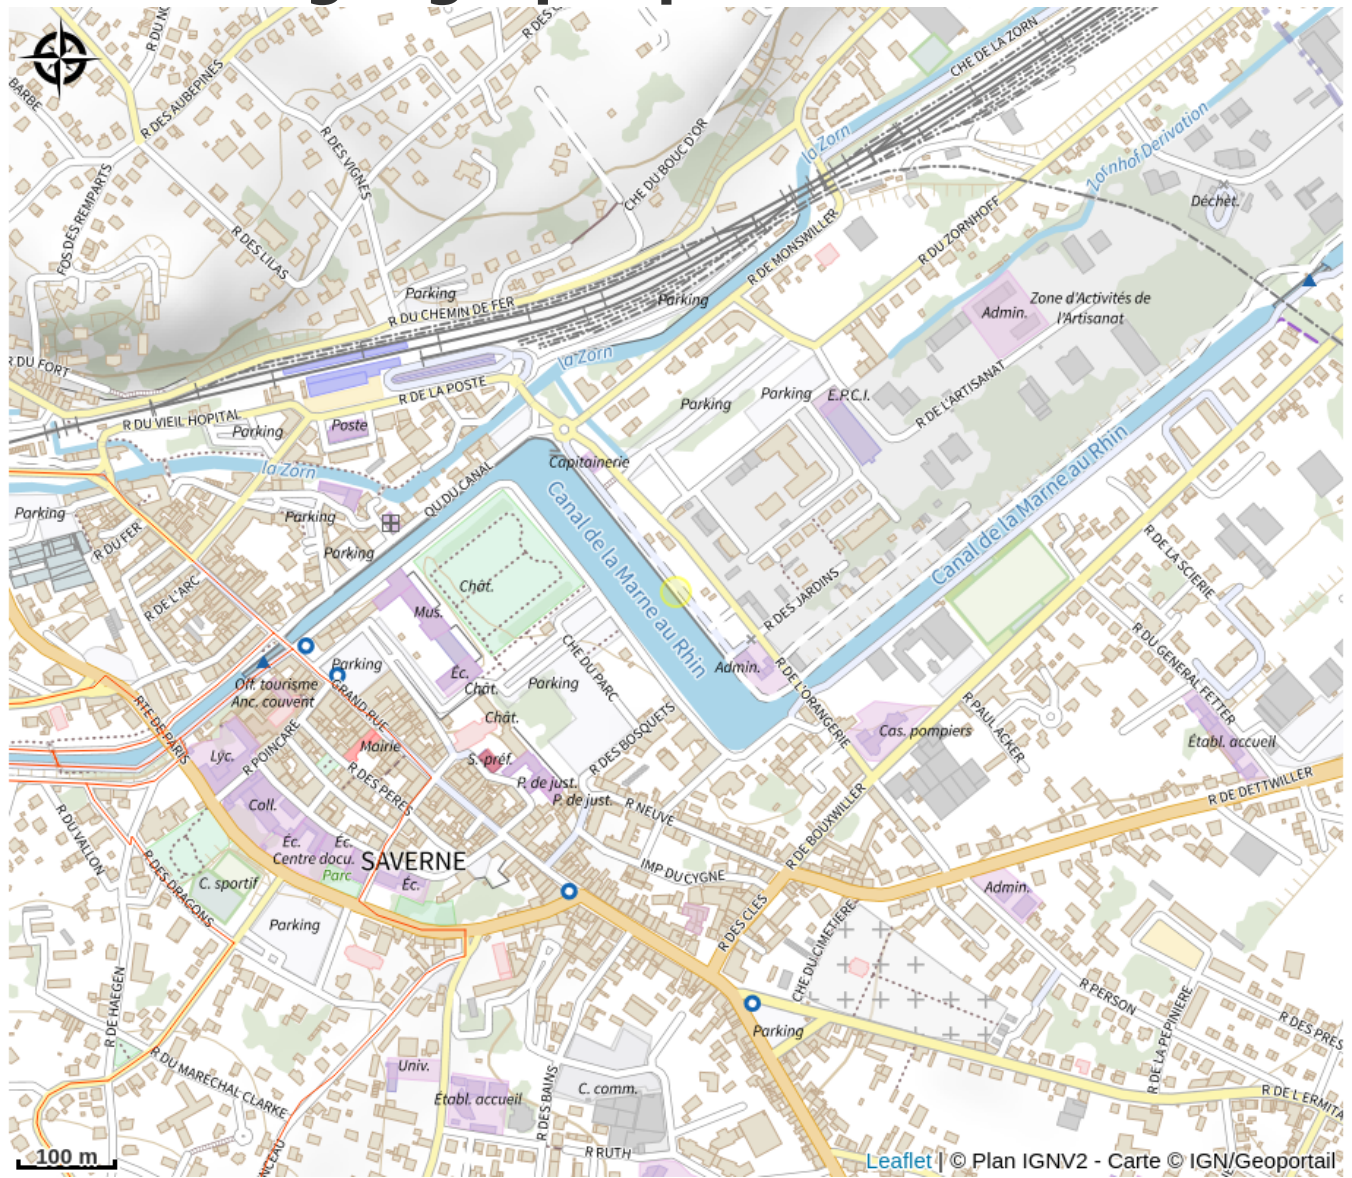 R DES AUBEPINES
R DES VIGNES
CHE DU BOUC D'OR
CHE DE LA ZORN
la Zorn
Zornhof Derivation
BARBE
FOS DES REMPARTS
R DES LILAS
R DE MONSWILLER
R DU ZORNHOFF
Déchèt.
Parking
R DU CHEMIN DE FER
Parking
Admin.
Zone d'Activités de
l'Artisanat
R DU FORT
la Zorn
R DE LA POSTE
R DU VIEIL HOPITAL
Parking
Poste
Parking
Parking
E.P.C.I.
R DE L'ARTISANAT
la Zorn
QU DU CANAL
Capitainerie
Canal de la Marne au Rhin
Canal de la Marne au Rhin
Parking
R DU FER
Parking
Parking
R DE L'ARC
Chât.
Mus.
R DES JARDINS
R DE LA SCIERIE
R DU GENERAL FETTER
CHE DU PARC
Parking
Éc.
Chât.
Parking
Off. tourisme
Anc. couvent
GRAND RUE
Chât.
Admin.
R DE L'ORANGERIE
R PAUL ACKER
RTE DE PARIS
R DES BOSQUETS
Cas. pompiers
Établ. accueil
Lyc.
R POINCARE
Mairie
S.-préf.
P. de just.
P. de just.
R DES PERES
R NEUVE
R DE BOUXWILLER
R DE DETTWILLER
R DU VALLON
Coll.
Éc.
Éc.
Centre docu.
Parc
Éc.
SAVERNE
IMP DU CYGNE
R DES DRAGONS
C. sportif
Parking
R DES CLES
CHE DU CIMETIERE
Admin.
R DE HAEGEN
Parking
R PERSON
R DE LA PEPINIERE
R DES PRES
R DU MARECHAL CLARKE
Univ.
Établ. accueil
R DES BAINS
C. comm.
R DE L'ERMITA
NCEAU
R RUTH
100 m
Leaflet | © Plan IGNV2 - Carte © IGN/Geoportail